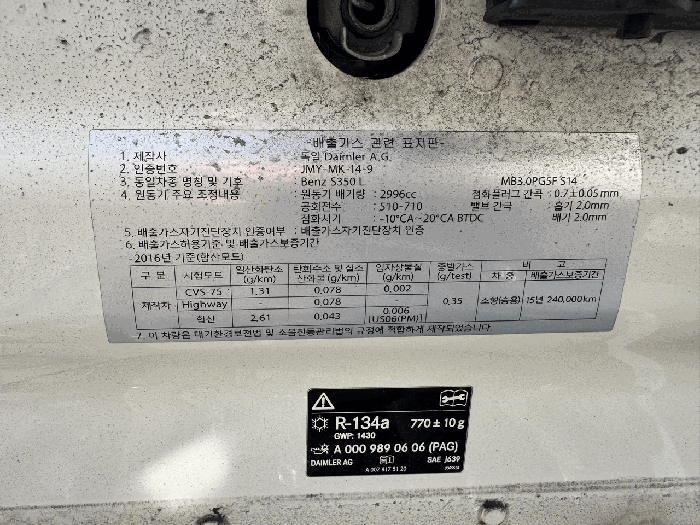 -배출가스 관련 표지판-
1. 제작사 : 독일 Daimler A.G.
2. 인증번호 : JMY-MK-14-9
3. 동일차종 명칭 및 기호 : Benz S350 L MB3.0PG5F S14
4. 원동기 주요 조정내용 : 원동기 배기량 : 2996cc 점화플러그 간극 : 0.7±0.05mm
공회전수 : 510-710 밸브 간극 : 흡기 2.0mm
점화시기 : -10°CA~20°CA BTDC 배기 2.0mm
5. 배출가스자기진단장치 인증여부 : 배출가스자기진단장치 인증
6. 배출가스허용기준 및 배출가스보증기간
- 2016년 기준(합산모드)
구 분 시험모드 일산화탄소 (g/km) 탄화수소 및 질소산화물 (g/km) 입자상물질 (g/km) 증발가스 (g/test) 비 고
차 종 배출가스보증기간
CVS-75 1.31 0.078 0.002
제작차 Highway 0.078 - 0.35 소형(승용) 15년 240,000km
합산 2.61 0.043 0.006 [US06(PM)]
7. 이 차량은 대기환경보전법 및 소음진동관리법의 규정에 적합하게 제작되었습니다.
R-134a 770 ± 10 g
GWP: 1430
A 000 989 06 06 (PAG)
DAIMLER AG SAE J639
A 007 817 51 20